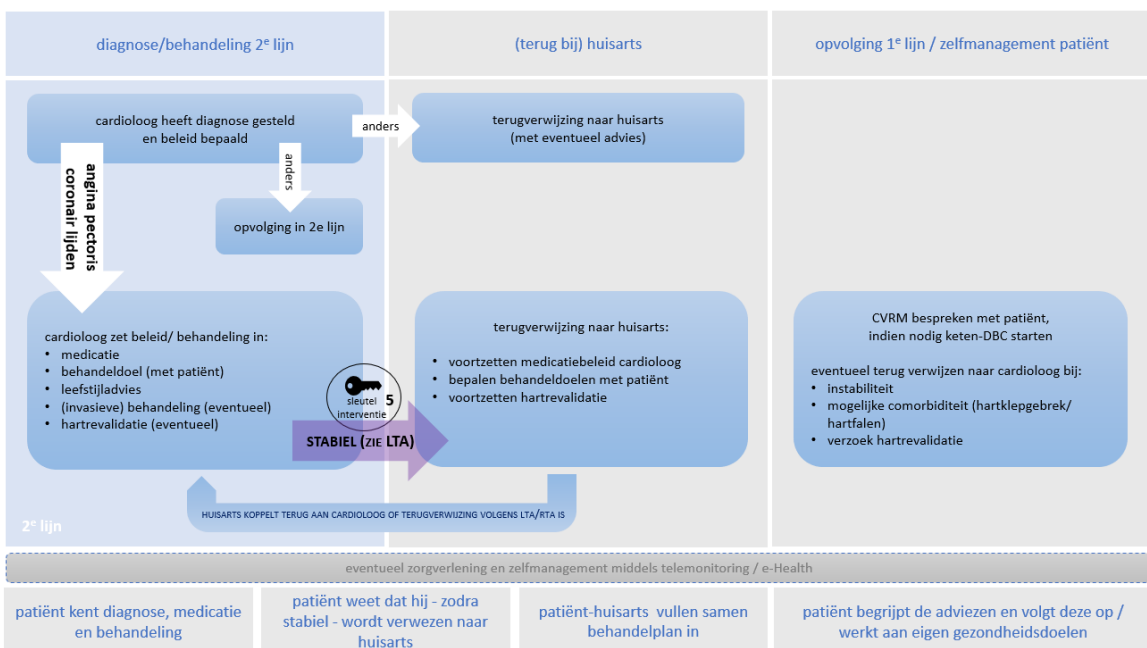 diagnose/behandeling 2e lijn
(terug bij) huisarts
opvolging 1e lijn / zelfmanagement patiënt
cardioloog heeft diagnose gesteld
en beleid bepaald
anders
terugverwijzing naar huisarts
(met eventueel advies)
angina pectoris
coronair lijden
anders
opvolging in 2e lijn
cardioloog zet beleid/ behandeling in:
• medicatie
• behandeldoel (met patiënt)
• leefstijladvies
• (invasieve) behandeling (eventueel)
• hartrevalidatie (eventueel)
sleutel 5
interventie
STABIEL (ZIE LTA)
terugverwijzing naar huisarts:
• voortzetten medicatiebeleid cardioloog
• bepalen behandeldoelen met patiënt
• voortzetten hartrevalidatie
CVRM bespreken met patiënt,
indien nodig keten-DBC starten
eventueel terug verwijzen naar cardioloog bij:
• instabiliteit
• mogelijke comorbiditeit (hartklepgebrek/
hartfalen)
• verzoek hartrevalidatie
HUISARTS KOPPELT TERUG AAN CARDIOLOOG OF TERUGVERWIJZING VOLGENS LTA/RTA IS
2e lijn
eventueel zorgverlening en zelfmanagement middels telemonitoring / e-Health
patiënt kent diagnose, medicatie
en behandeling
patiënt weet dat hij - zodra
stabiel - wordt verwezen naar
huisarts
patiënt-huisarts vullen samen
behandelplan in
patiënt begrijpt de adviezen en volgt deze op /
werkt aan eigen gezondheidsdoelen